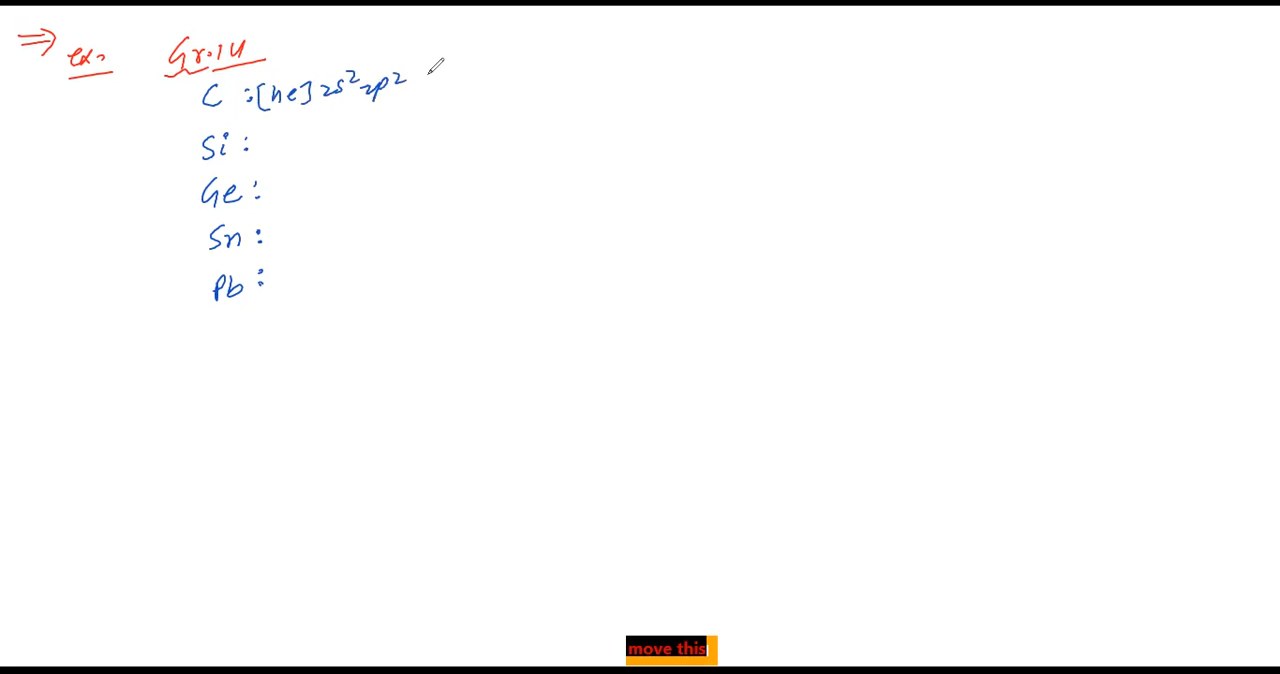 ⇒ ex:- Gr.14
C :[he] 2s² 2p²
Si :
Ge :
Sn :
Pb :
move this